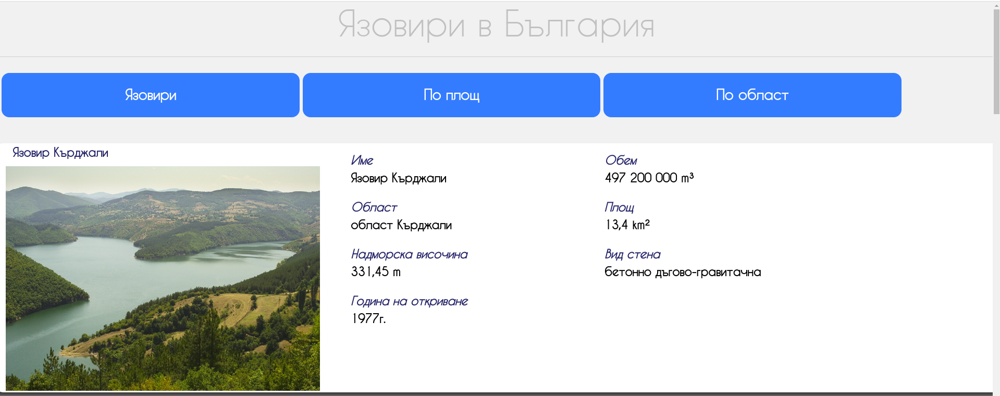 Язовири в България
Язовири
По площ
По област
Язовир Кърджали
Име
Язовир Кърджали
Област
област Кърджали
Надморска височина
331,45 m
Година на откриване
1977г.
Обем
497 200 000 m³
Площ
13,4 km²
Вид стена
бетонно дъгово-гравитачна